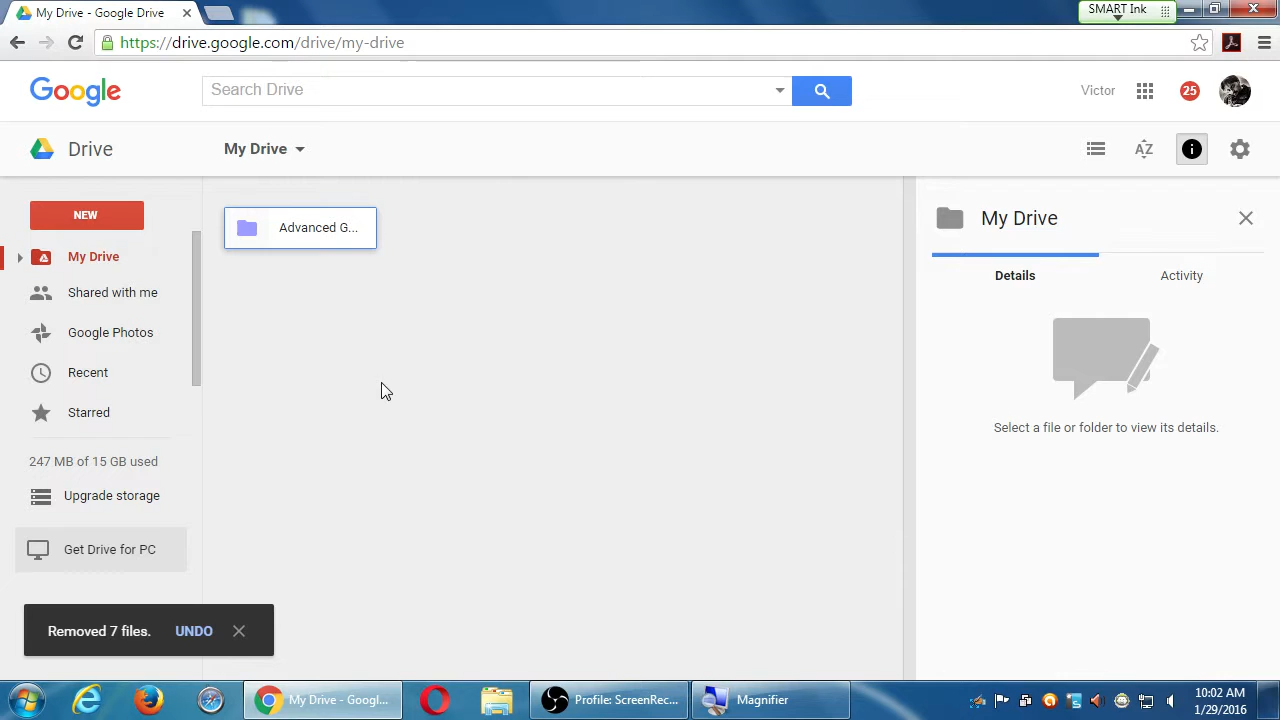 My Drive - Google Drive
SMART Ink
https://drive.google.com/drive/my-drive
Google
Search Drive
Victor
25
Drive
My Drive
AZ
NEW
Advanced G...
My Drive
My Drive
Shared with me
Details
Activity
Google Photos
Recent
Starred
Select a file or folder to view its details.
247 MB of 15 GB used
Upgrade storage
Get Drive for PC
Removed 7 files.
UNDO
My Drive - Googl...
Profile: ScreenRec...
Magnifier
10:02 AM
1/29/2016